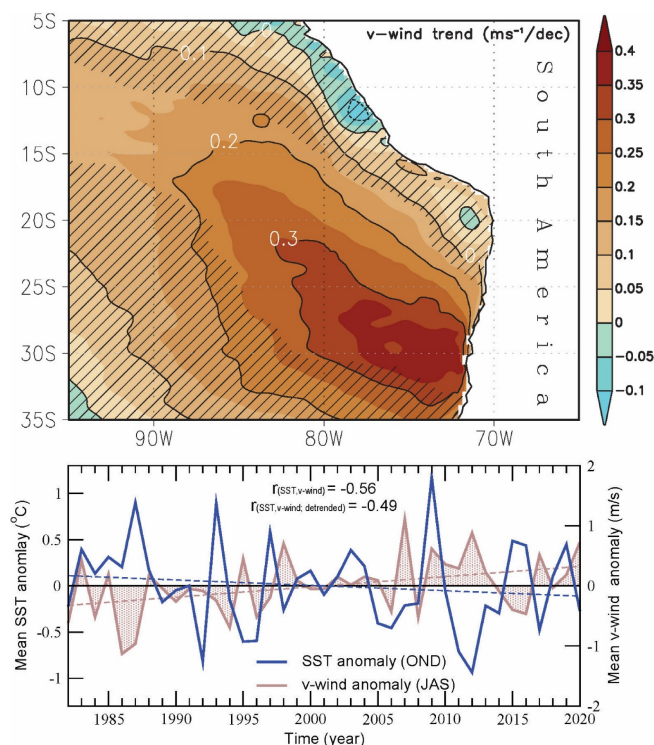 v-wind trend (ms⁻¹/dec)
South America
5S
10S
15S
20S
25S
30S
35S
90W
80W
70W
0
0.1
0.2
0.3
0
0.4
0.35
0.3
0.25
0.2
0.15
0.1
0.05
0
-0.05
-0.1
r(SST,v-wind) = -0.56
r(SST,v-wind; detrended) = -0.49
Mean SST anomlay (°C)
1
0.5
0
-0.5
-1
Mean v-wind anomaly (m/s)
2
1
0
-1
-2
SST anomaly (OND)
v-wind anomaly (JAS)
1985
1990
1995
2000
2005
2010
2015
2020
Time (year)